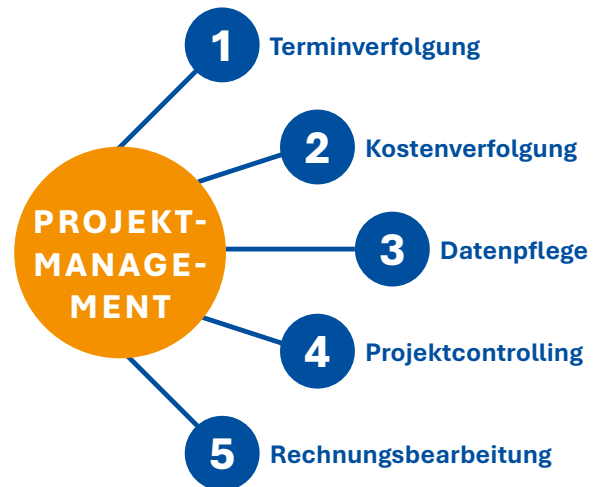 1 Terminverfolgung
2 Kostenverfolgung
PROJEKT-
MANAGE-
MENT
3 Datenpflege
4 Projektcontrolling
5 Rechnungsbearbeitung